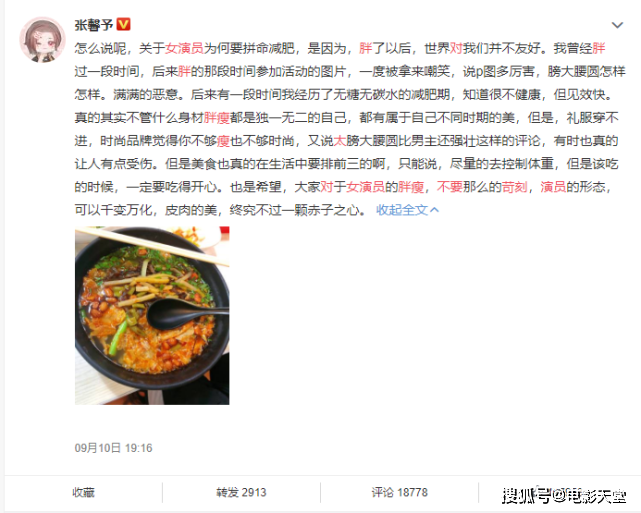 张馨予
怎么说呢，关于女演员为何要拼命减肥，是因为，胖了以后，世界对我们并不友好。我曾经胖
过一段时间，后来胖的那段时间参加活动的图片，一度被拿来嘲笑，说p图多厉害，膀大腰圆怎样
怎样。满满的恶意。后来有一段时间我经历了无糖无碳水的减肥期，知道很不健康，但见效快。
真的其实不管什么身材胖瘦都是独一无二的自己，都有属于自己不同时期的美，但是，礼服穿不
进，时尚品牌觉得你不够瘦也不够时尚，又说太膀大腰圆比男主还强壮这样的评论，有时也真的
让人有点受伤。但是美食也真的在生活中要排前三的啊，只能说，尽量的去控制体重，但是该吃
的时候，一定要吃得开心。也是希望，大家对于女演员的胖瘦，不要那么的苛刻，演员的形态，
可以千变万化，皮肉的美，终究不过一颗赤子之心。 收起全文
09月10日 19:16
收藏
转发 2913
评论 18778
搜狐号@电影天堂